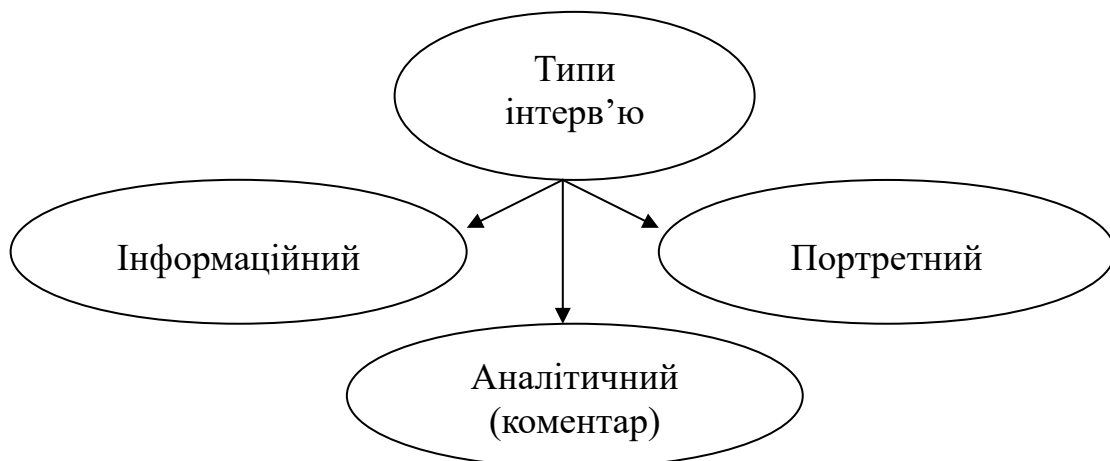 Типи
інтерв’ю
Інформаційний
Портретний
Аналітичний
(коментар)